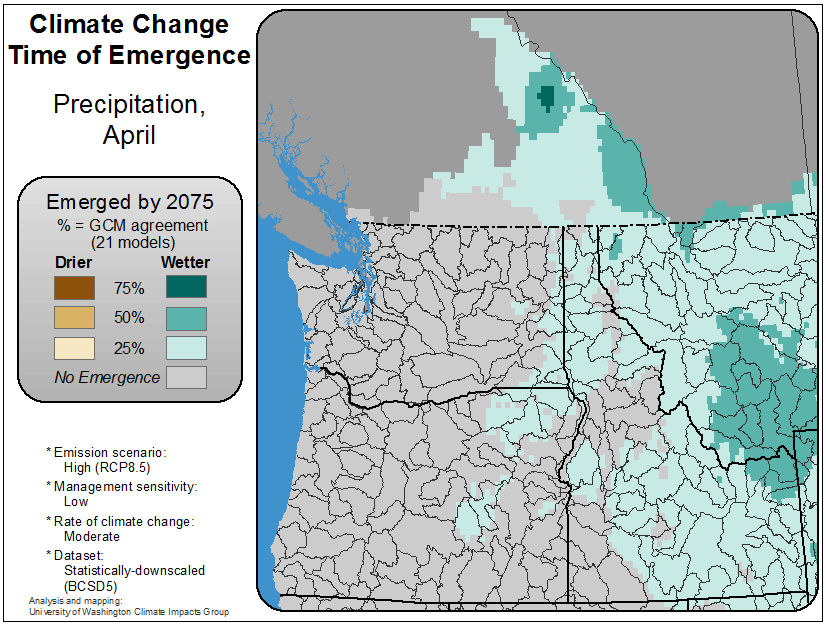 Climate Change
Time of Emergence
Precipitation,
April
Emerged by 2075
% = GCM agreement
(21 models)
Drier Wetter
75%
50%
25%
No Emergence
* Emission scenario:
High (RCP8.5)
* Management sensitivity:
Low
* Rate of climate change:
Moderate
* Dataset:
Statistically-downscaled
(BCSD5)
Analysis and mapping:
University of Washington Climate Impacts Group